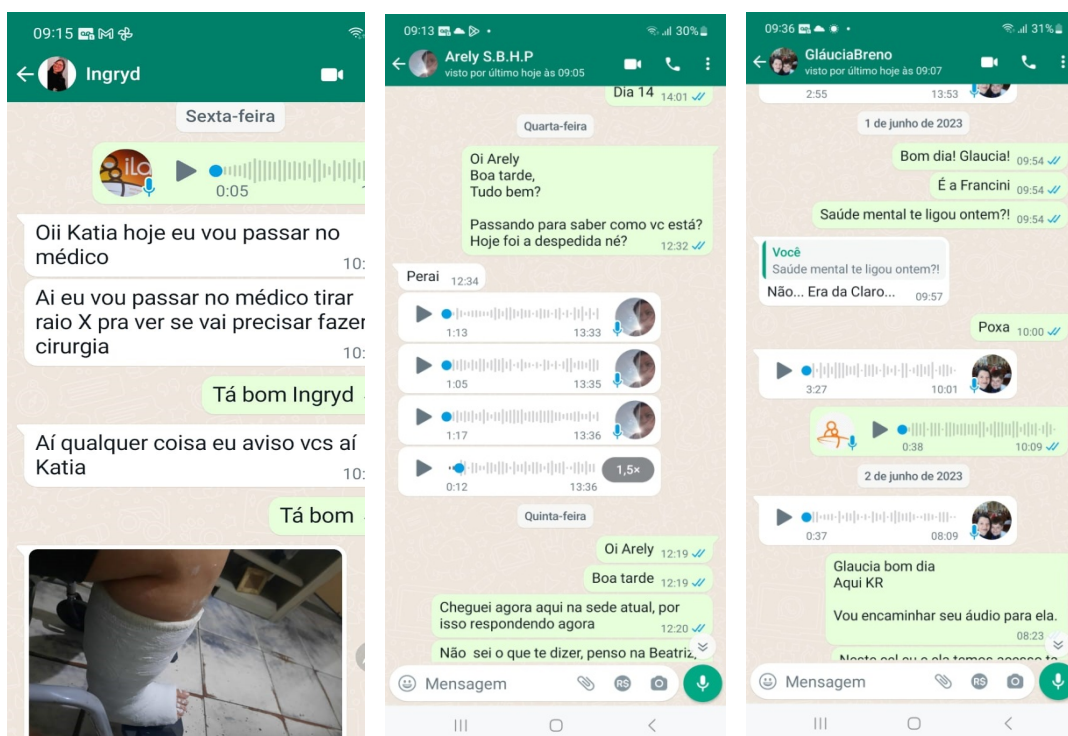 09:15
Ingryd
Sexta-feira
0:05
Oii Katia hoje eu vou passar no
médico
10:
Ai eu vou passar no médico tirar
raio X pra ver se vai precisar fazer
cirurgia
10:
Tá bom Ingryd
Aí qualquer coisa eu aviso vcs aí
Katia
10:
Tá bom
09:13
30%
Arely S.B.H.P
visto por último hoje às 09:05
Dia 14 14:01
Quarta-feira
Oi Arely
Boa tarde,
Tudo bem?
Passando para saber como vc está?
Hoje foi a despedida né? 12:32
Perai 12:34
1:13 13:33
1:05 13:35
1:17 13:36
1,5×
0:12 13:36
Quinta-feira
Oi Arely 12:19
Boa tarde 12:19
Cheguei agora aqui na sede atual, por
isso respondendo agora 12:20
Não sei o que te dizer, penso na Beatriz,
Mensagem
RS
09:36
31%
GláuciaBreno
visto por último hoje às 09:07
2:55 13:53
1 de junho de 2023
Bom dia! Glaucia! 09:54
É a Francini 09:54
Saúde mental te ligou ontem?! 09:54
Você
Saúde mental te ligou ontem?!
Não... Era da Claro... 09:57
Poxa 10:00
3:27 10:01
0:38 10:09
2 de junho de 2023
0:37 08:09
Glaucia bom dia
Aqui KR
Vou encaminhar seu áudio para ela.
08:23
Mensagem
RS